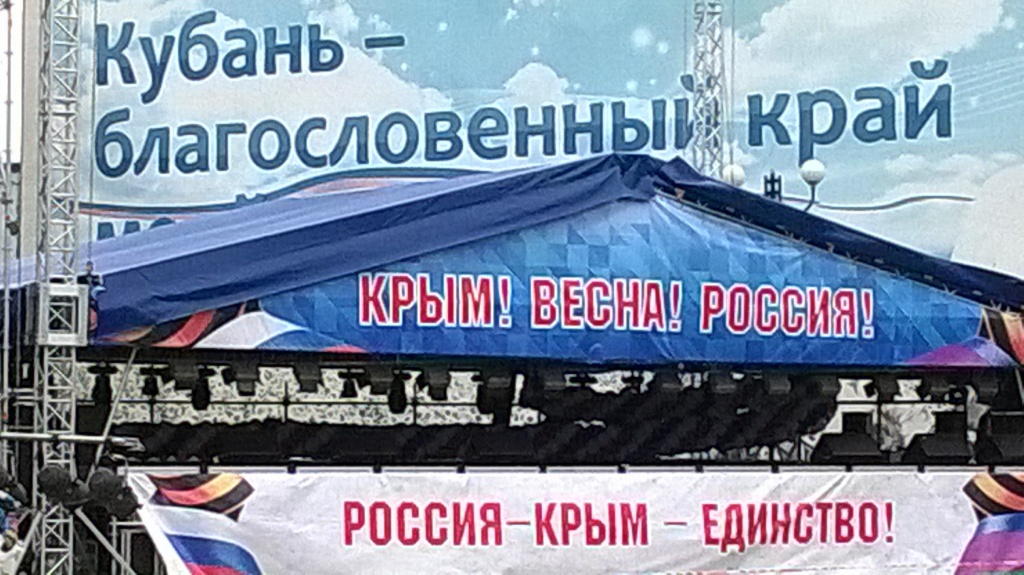 Кубань –
благословенный край
КРЫМ! ВЕСНА! РОССИЯ!
РОССИЯ–КРЫМ – ЕДИНСТВО!